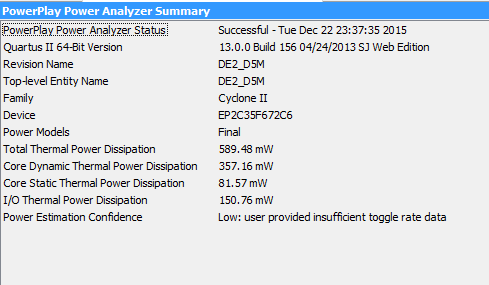 PowerPlay Power Analyzer Summary
PowerPlay Power Analyzer Status Successful - Tue Dec 22 23:37:35 2015
Quartus II 64-Bit Version 13.0.0 Build 156 04/24/2013 SJ Web Edition
Revision Name DE2_D5M
Top-level Entity Name DE2_D5M
Family Cyclone II
Device EP2C35F672C6
Power Models Final
Total Thermal Power Dissipation 589.48 mW
Core Dynamic Thermal Power Dissipation 357.16 mW
Core Static Thermal Power Dissipation 81.57 mW
I/O Thermal Power Dissipation 150.76 mW
Power Estimation Confidence Low: user provided insufficient toggle rate data